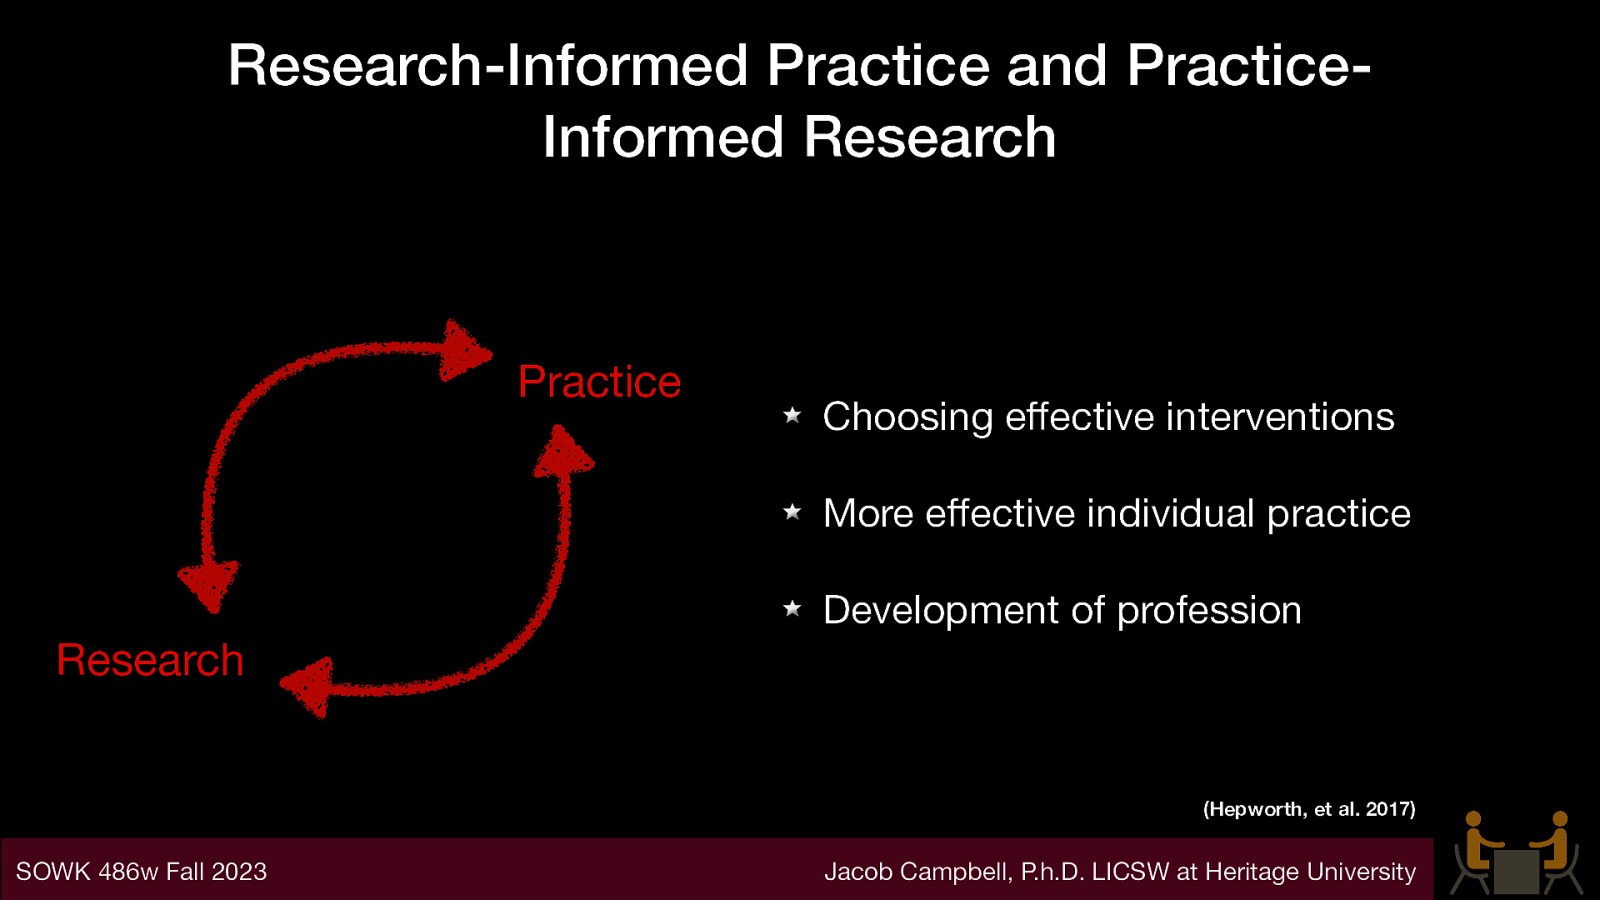 Research-Informed Practice and Practice-
Informed Research
Practice
Research
Choosing effective interventions
More effective individual practice
Development of profession
(Hepworth, et al. 2017)
SOWK 486w Fall 2023
Jacob Campbell, P.h.D. LICSW at Heritage University